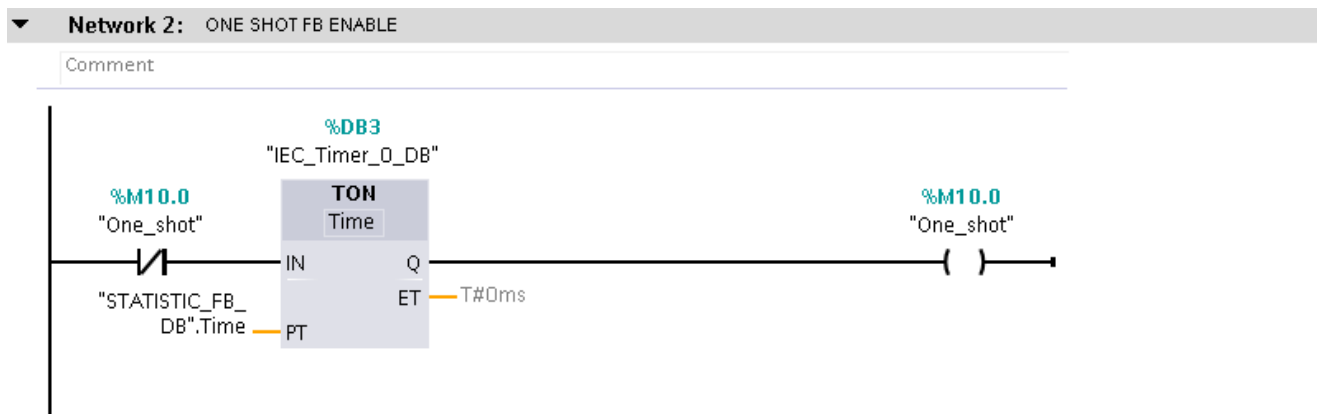 Network 2: ONE SHOT FB ENABLE
Comment
%DB3
"IEC_Timer_0_DB"
%M10.0
"One_shot"
TON
Time
%M10.0
"One_shot"
IN
Q
"STATISTIC_FB_
DB".Time
ET
T#0ms
PT